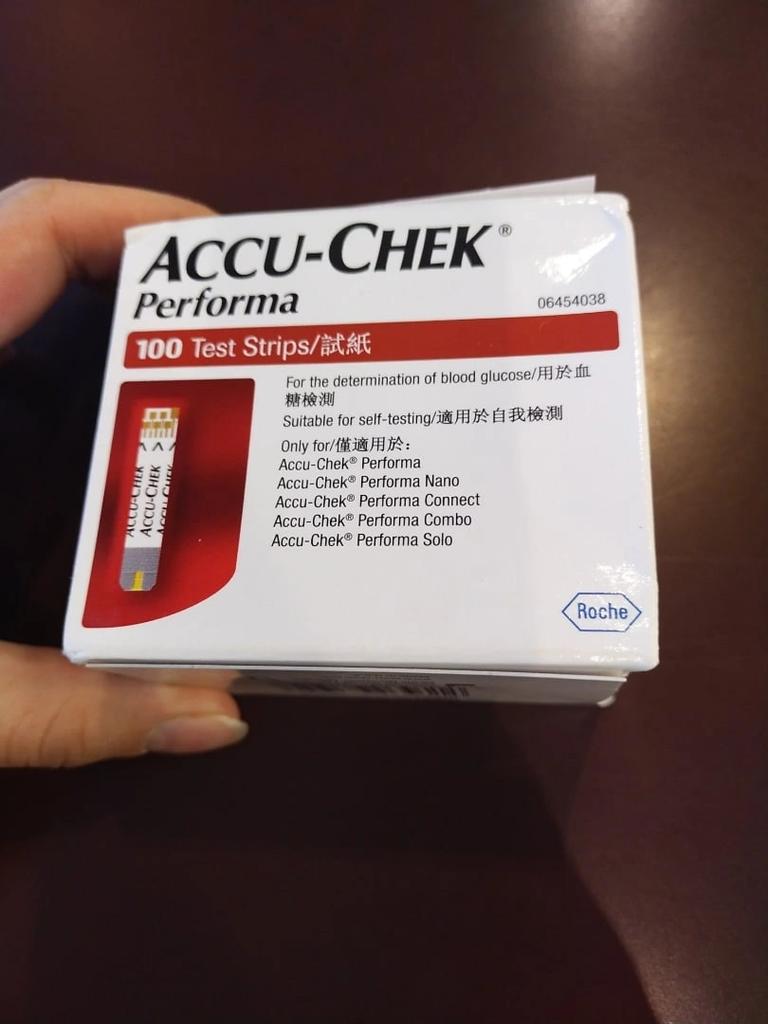 ACCU-CHEK®
Performa
06454038
100 Test Strips/試紙
For the determination of blood glucose/用於血
糖檢測
Suitable for self-testing/適用於自我檢測
Only for/僅適用於:
Accu-Chek® Performa
Accu-Chek® Performa Nano
Accu-Chek® Performa Connect
Accu-Chek® Performa Combo
Accu-Chek® Performa Solo
ACCU-CHEK
ACCU-CHEK
ACCU-CHEK
Roche